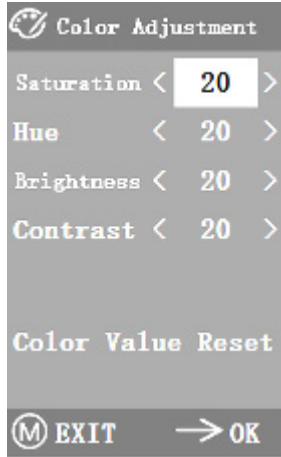 Color Adjustment
Saturation < 20 >
Hue < 20 >
Brightness < 20 >
Contrast < 20 >
Color Value Reset
M EXIT → OK